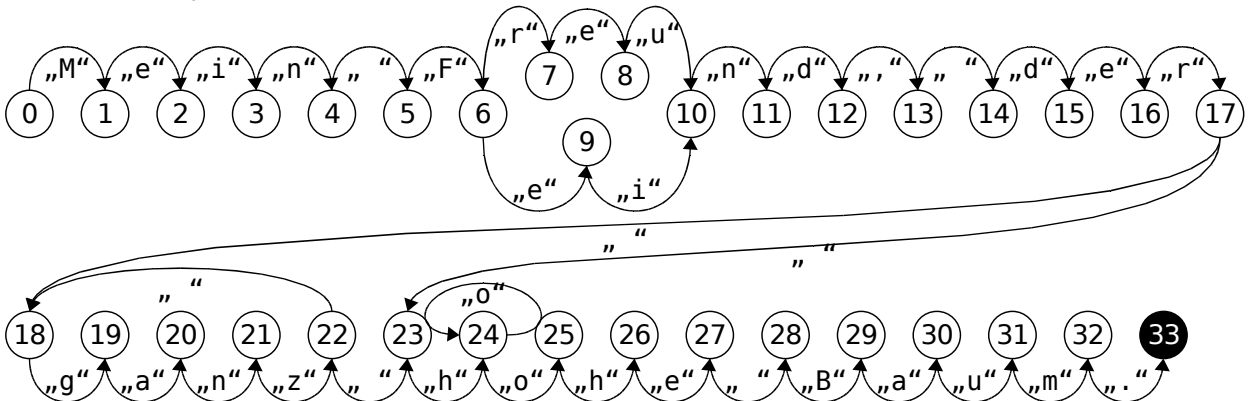 „r“ „e“ „u“
„M“ „e“ „i“ „n“ „ “ „F“ „n“ „d“ „,“ „ “ „d“ „e“ „r“
7 8
0 1 2 3 4 5 6 10 11 12 13 14 15 16 17
9
„e“ „i“
„ “
„ “
„ “ „o“
18 19 20 21 22 23 24 25 26 27 28 29 30 31 32 33
„g“ „a“ „n“ „z“ „ “ „h“ „o“ „h“ „e“ „ “ „B“ „a“ „u“ „m“ „.“